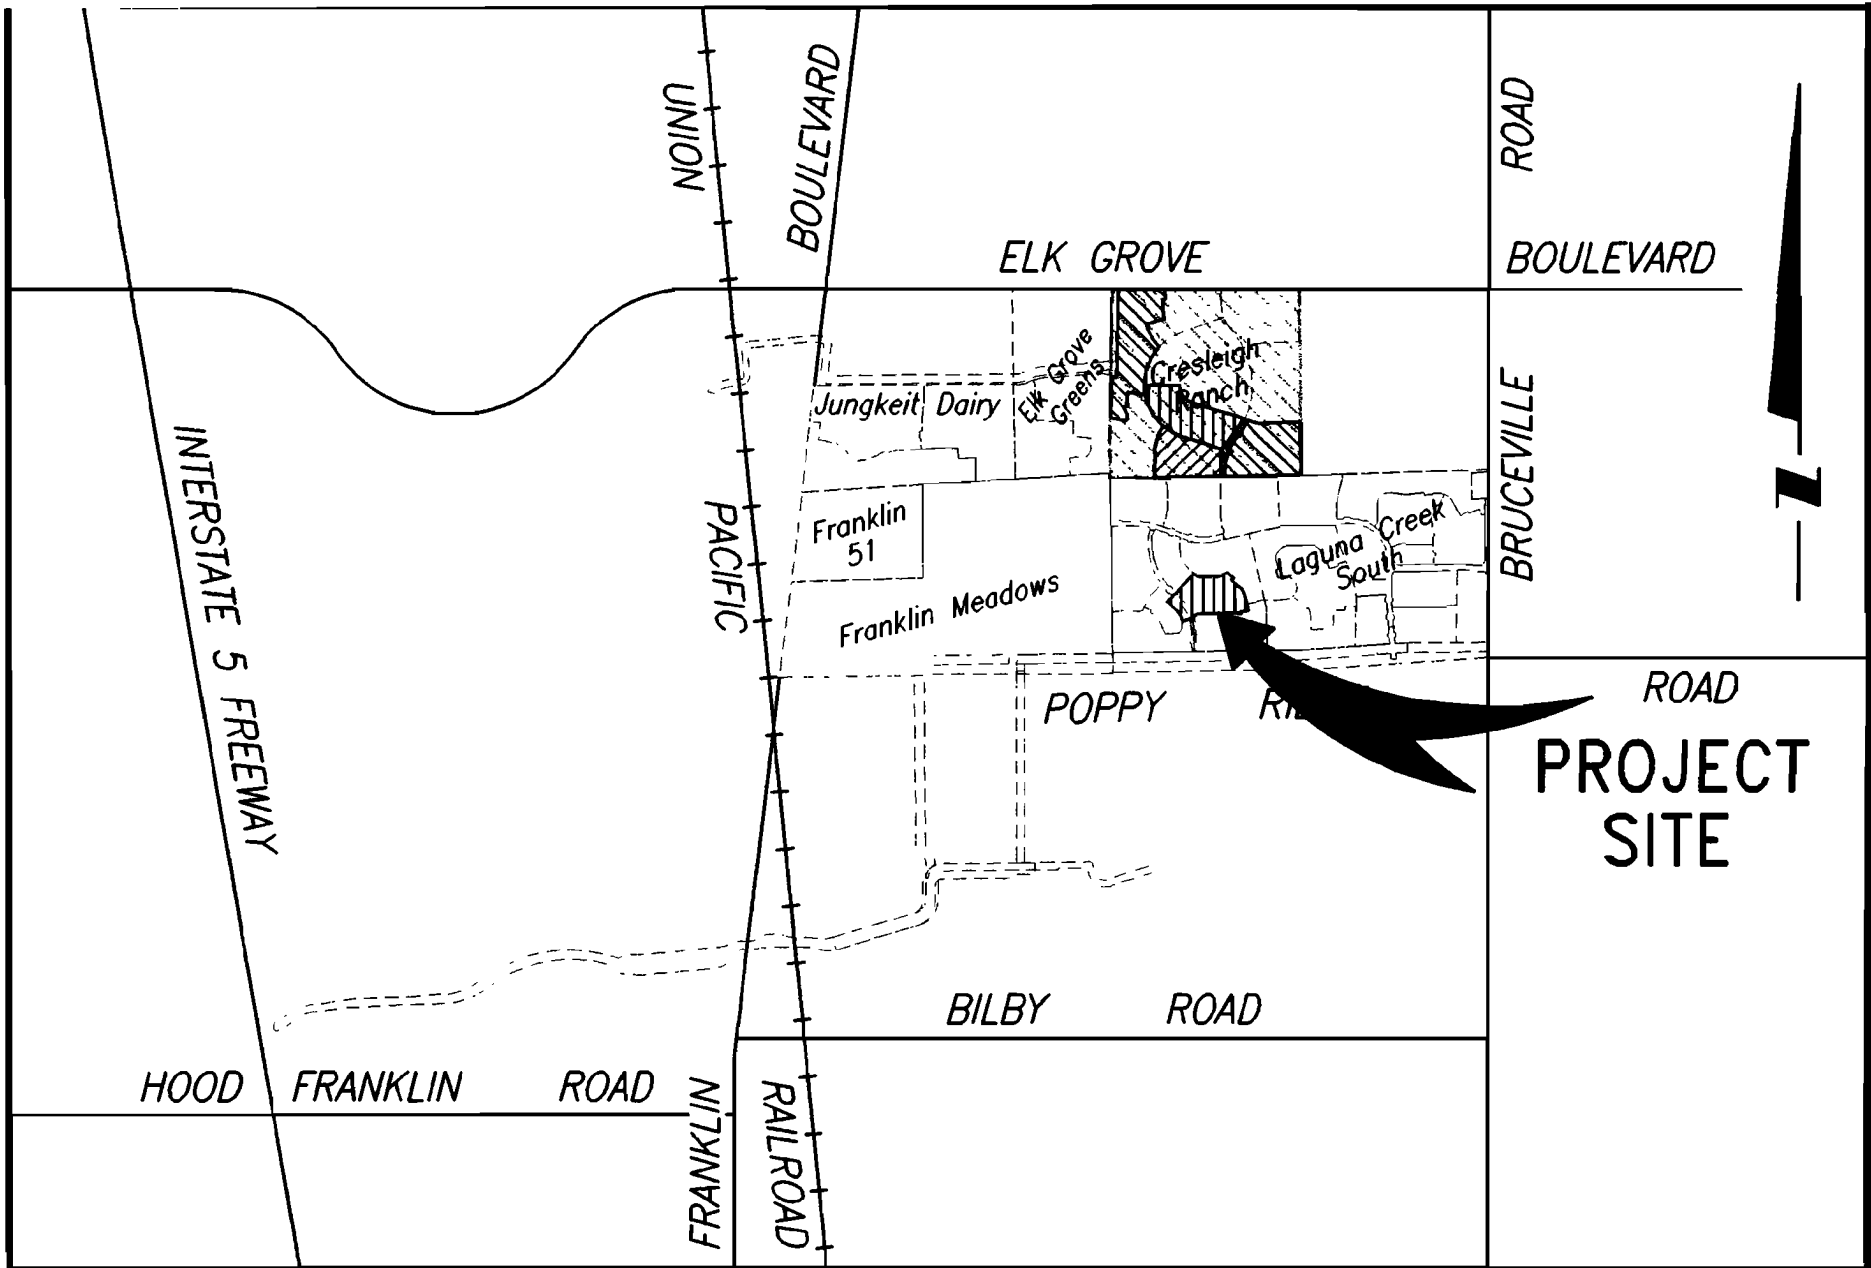 UNION
PACIFIC
RAILROAD
BOULEVARD
FRANKLIN
ELK GROVE
BOULEVARD
ROAD
BRUCEVILLE
INTERSTATE 5 FREEWAY
Jungkeit Dairy
Elk Grove
Greens
Cresleigh
Ranch
Franklin
51
Franklin Meadows
Laguna Creek
South
POPPY
ROAD
PROJECT
SITE
BILBY ROAD
HOOD FRANKLIN ROAD
N